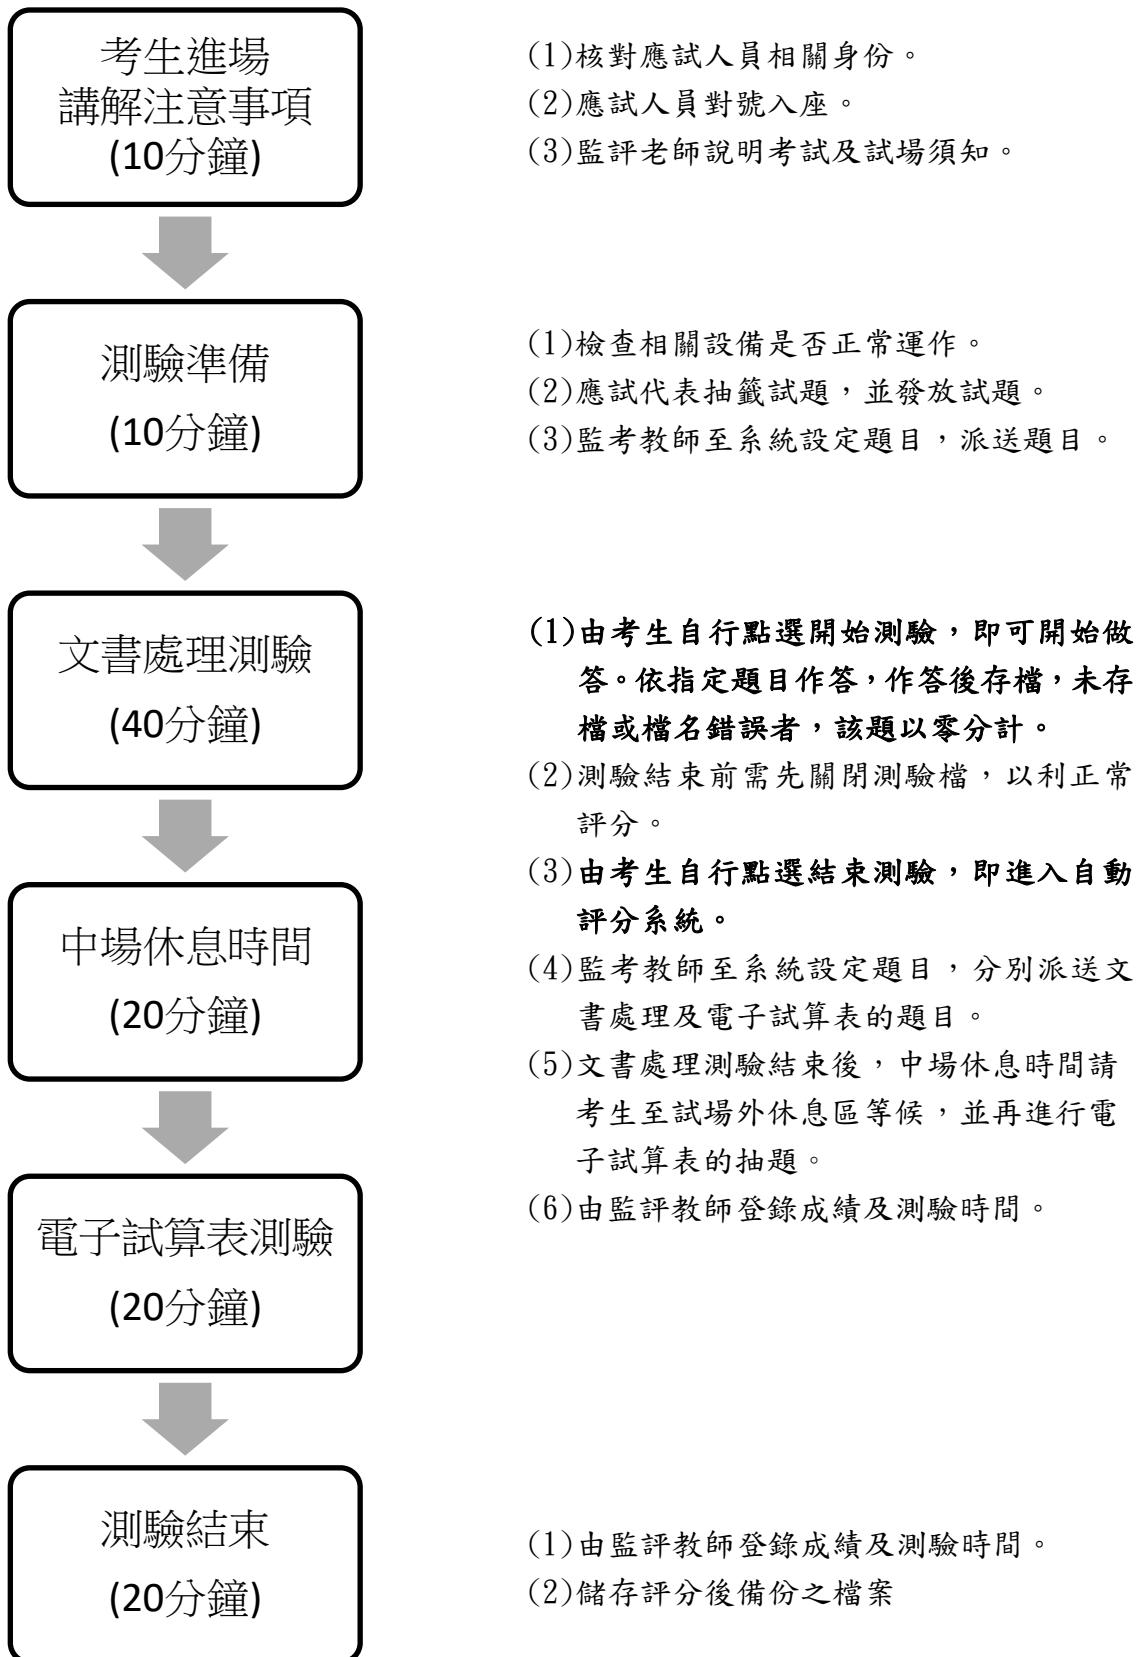 考生進場
講解注意事項
(10分鐘)
(1)核對應試人員相關身份。
(2)應試人員對號入座。
(3)監評老師說明考試及試場須知。
測驗準備
(10分鐘)
(1)檢查相關設備是否正常運作。
(2)應試代表抽籤試題，並發放試題。
(3)監考教師至系統設定題目，派送題目。
文書處理測驗
(40分鐘)
中場休息時間
(20分鐘)
電子試算表測驗
(20分鐘)
(1)由考生自行點選開始測驗，即可開始做
答。依指定題目作答，作答後存檔，未存
檔或檔名錯誤者，該題以零分計。
(2)測驗結束前需先關閉測驗檔，以利正常
評分。
(3)由考生自行點選結束測驗，即進入自動
評分系統。
(4)監考教師至系統設定題目，分別派送文
書處理及電子試算表的題目。
(5)文書處理測驗結束後，中場休息時間請
考生至試場外休息區等候，並再進行電
子試算表的抽題。
(6)由監評教師登錄成績及測驗時間。
測驗結束
(20分鐘)
(1)由監評教師登錄成績及測驗時間。
(2)儲存評分後備份之檔案